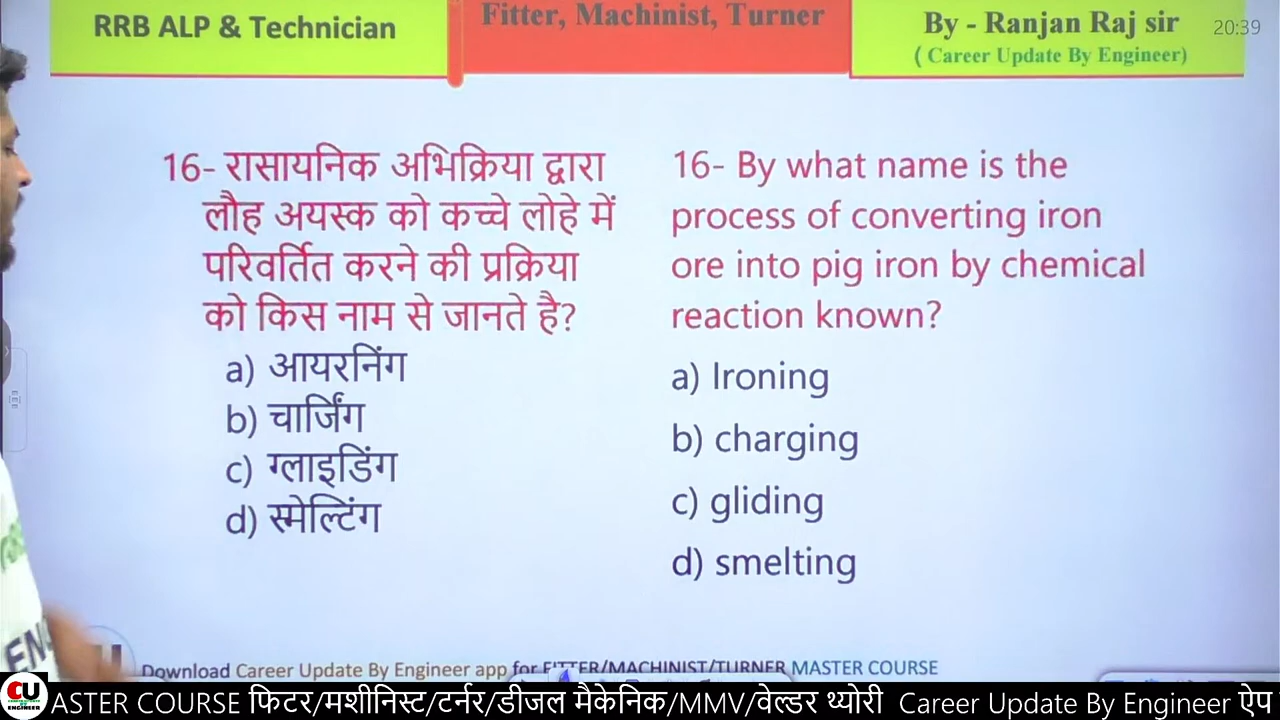 RRB ALP & Technician
Fitter, Machinist, Turner
By - Ranjan Raj sir
( Career Update By Engineer)
20:39
16- रासायनिक अभिक्रिया द्वारा
लौह अयस्क को कच्चे लोहे में
परिवर्तित करने की प्रक्रिया
को किस नाम से जानते है?
a) आयरनिंग
b) चार्जिंग
c) ग्लाइडिंग
d) स्मेल्टिंग
16- By what name is the
process of converting iron
ore into pig iron by chemical
reaction known?
a) Ironing
b) charging
c) gliding
d) smelting
Download Career Update By Engineer app for FITTER/MACHINIST/TURNER MASTER COURSE
CU
ENGINEER
ASTER COURSE फिटर/मशीनिस्ट/टर्नर/डीजल मैकेनिक/MMV/वेल्डर थ्योरी Career Update By Engineer ऐप